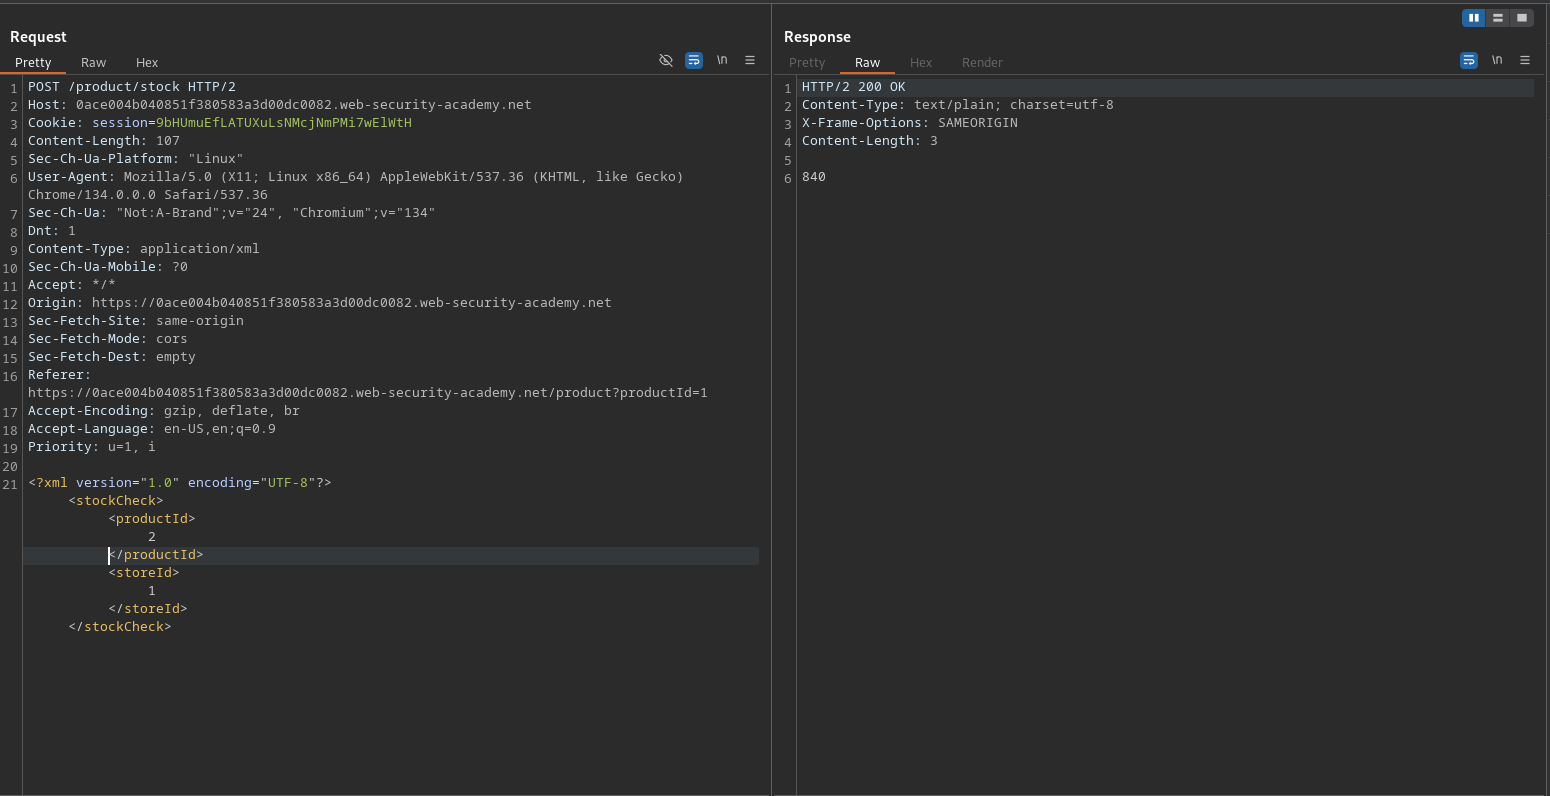 Request
Pretty Raw Hex
\n
1 POST /product/stock HTTP/2
2 Host: 0ace004b040851f380583a3d00dc0082.web-security-academy.net
3 Cookie: session=9bHUmuEfLATUXuLsNMcjNmPMi7wElWtH
4 Content-Length: 107
5 Sec-Ch-Ua-Platform: "Linux"
6 User-Agent: Mozilla/5.0 (X11; Linux x86_64) AppleWebKit/537.36 (KHTML, like Gecko)
Chrome/134.0.0.0 Safari/537.36
7 Sec-Ch-Ua: "Not:A-Brand";v="24", "Chromium";v="134"
8 Dnt: 1
9 Content-Type: application/xml
10 Sec-Ch-Ua-Mobile: ?0
11 Accept: */*
12 Origin: https://0ace004b040851f380583a3d00dc0082.web-security-academy.net
13 Sec-Fetch-Site: same-origin
14 Sec-Fetch-Mode: cors
15 Sec-Fetch-Dest: empty
16 Referer:
https://0ace004b040851f380583a3d00dc0082.web-security-academy.net/product?productId=1
17 Accept-Encoding: gzip, deflate, br
18 Accept-Language: en-US,en;q=0.9
19 Priority: u=1, i
20
21 <?xml version="1.0" encoding="UTF-8"?>
<stockCheck>
<productId>
2
</productId>
<storeId>
1
</storeId>
</stockCheck>
Response
Pretty Raw Hex Render
\n
1 HTTP/2 200 OK
2 Content-Type: text/plain; charset=utf-8
3 X-Frame-Options: SAMEORIGIN
4 Content-Length: 3
5
6 840